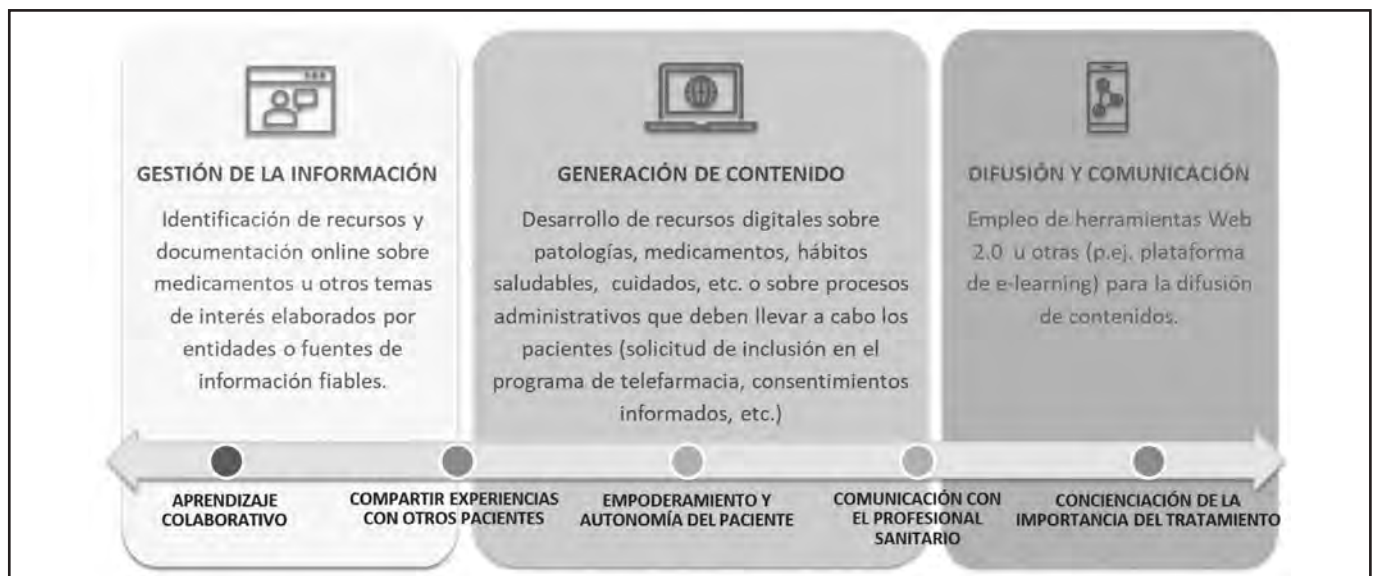 GESTIÓN DE LA INFORMACIÓN
Identificación de recursos y
documentación online sobre
medicamentos u otros temas
de interés elaborados por
entidades o fuentes de
información fiables.
GENERACIÓN DE CONTENIDO
Desarrollo de recursos digitales sobre
patologías, medicamentos, hábitos
saludables, cuidados, etc. o sobre procesos
administrativos que deben llevar a cabo los
pacientes (solicitud de inclusión en el
programa de telefarmacia, consentimientos
informados, etc.)
DIFUSIÓN Y COMUNICACIÓN
Empleo de herramientas Web
2.0 u otras (p.ej. plataforma
de e-learning) para la difusión
de contenidos.
APRENDIZAJE
COLABORATIVO
COMPARTIR EXPERIENCIAS
CON OTROS PACIENTES
EMPODERAMIENTO Y
AUTONOMÍA DEL PACIENTE
COMUNICACIÓN CON
EL PROFESIONAL
SANITARIO
CONCIENCIACIÓN DE LA
IMPORTANCIA DEL TRATAMIENTO